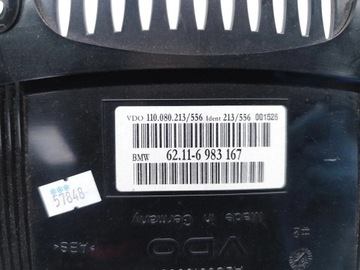 VDO 110.080.213/556 Ident 213/556 001526
BMW 62.11-6 983 167
57848
Made in Germany
>ABS<
VDO